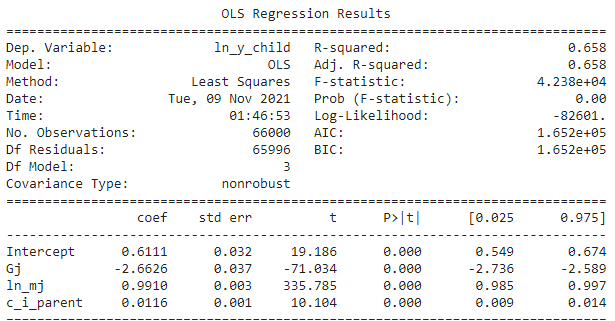 OLS Regression Results
==============================================================================
Dep. Variable: ln_y_child R-squared: 0.658
Model: OLS Adj. R-squared: 0.658
Method: Least Squares F-statistic: 4.238e+04
Date: Tue, 09 Nov 2021 Prob (F-statistic): 0.00
Time: 01:46:53 Log-Likelihood: -82601.
No. Observations: 66000 AIC: 1.652e+05
Df Residuals: 65996 BIC: 1.652e+05
Df Model: 3
Covariance Type: nonrobust
==============================================================================
coef std err t P>|t| [0.025 0.975]
------------------------------------------------------------------------------
Intercept 0.6111 0.032 19.186 0.000 0.549 0.674
Gj -2.6626 0.037 -71.034 0.000 -2.736 -2.589
ln_mj 0.9910 0.003 335.785 0.000 0.985 0.997
c_i_parent 0.0116 0.001 10.104 0.000 0.009 0.014
------------------------------------------------------------------------------